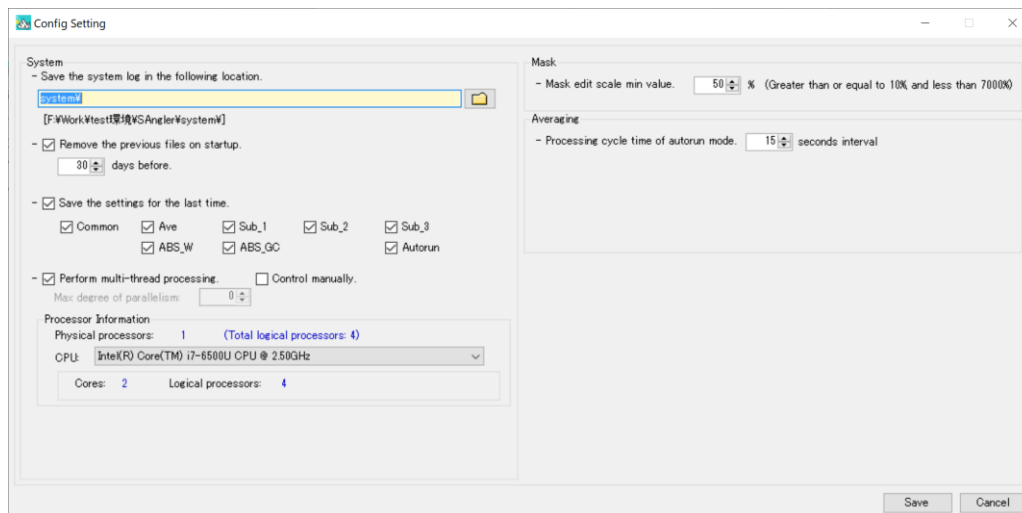 Config Setting
System
- Save the system log in the following location.
system¥
[F:¥Work¥test環境¥SAngler¥system¥]
- Remove the previous files on startup.
30 days before.
- Save the settings for the last time.
Common Ave Sub_1 Sub_2 Sub_3
ABS_W ABS_GC Autorun
- Perform multi-thread processing. Control manually.
Max degree of parallelism: 0
Processor Information
Physical processors: 1 (Total logical processors: 4)
CPU: Intel(R) Core(TM) i7-6500U CPU @ 2.50GHz
Cores: 2 Logical processors: 4
Mask
- Mask edit scale min value. 50 % (Greater than or equal to 10% and less than 7000%)
Averaging
- Processing cycle time of autorun mode. 15 seconds interval
Save Cancel